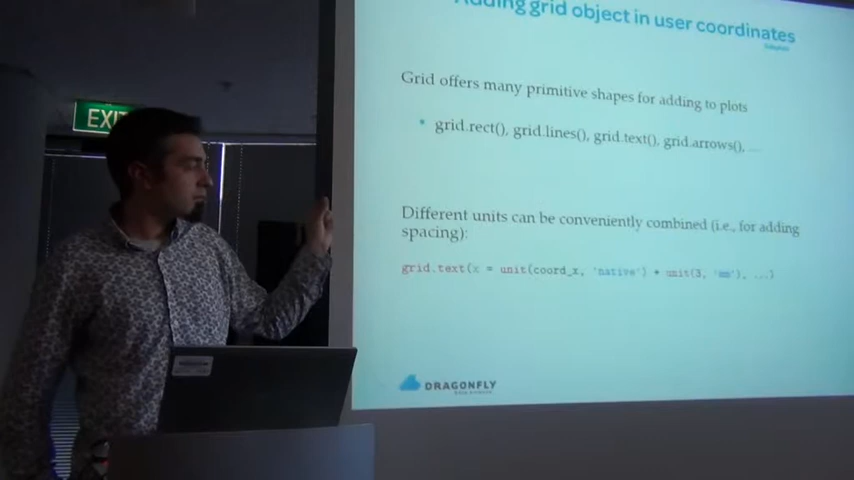 EXIT
Adding grid object in user coordinates
Grid offers many primitive shapes for adding to plots
• grid.rect(), grid.lines(), grid.text(), grid.arrows(), ...
Different units can be conveniently combined (i.e., for adding
spacing):
grid.text(x = unit(coord_x, 'native') + unit(3, 'mm'), ...)
DRAGONFLY